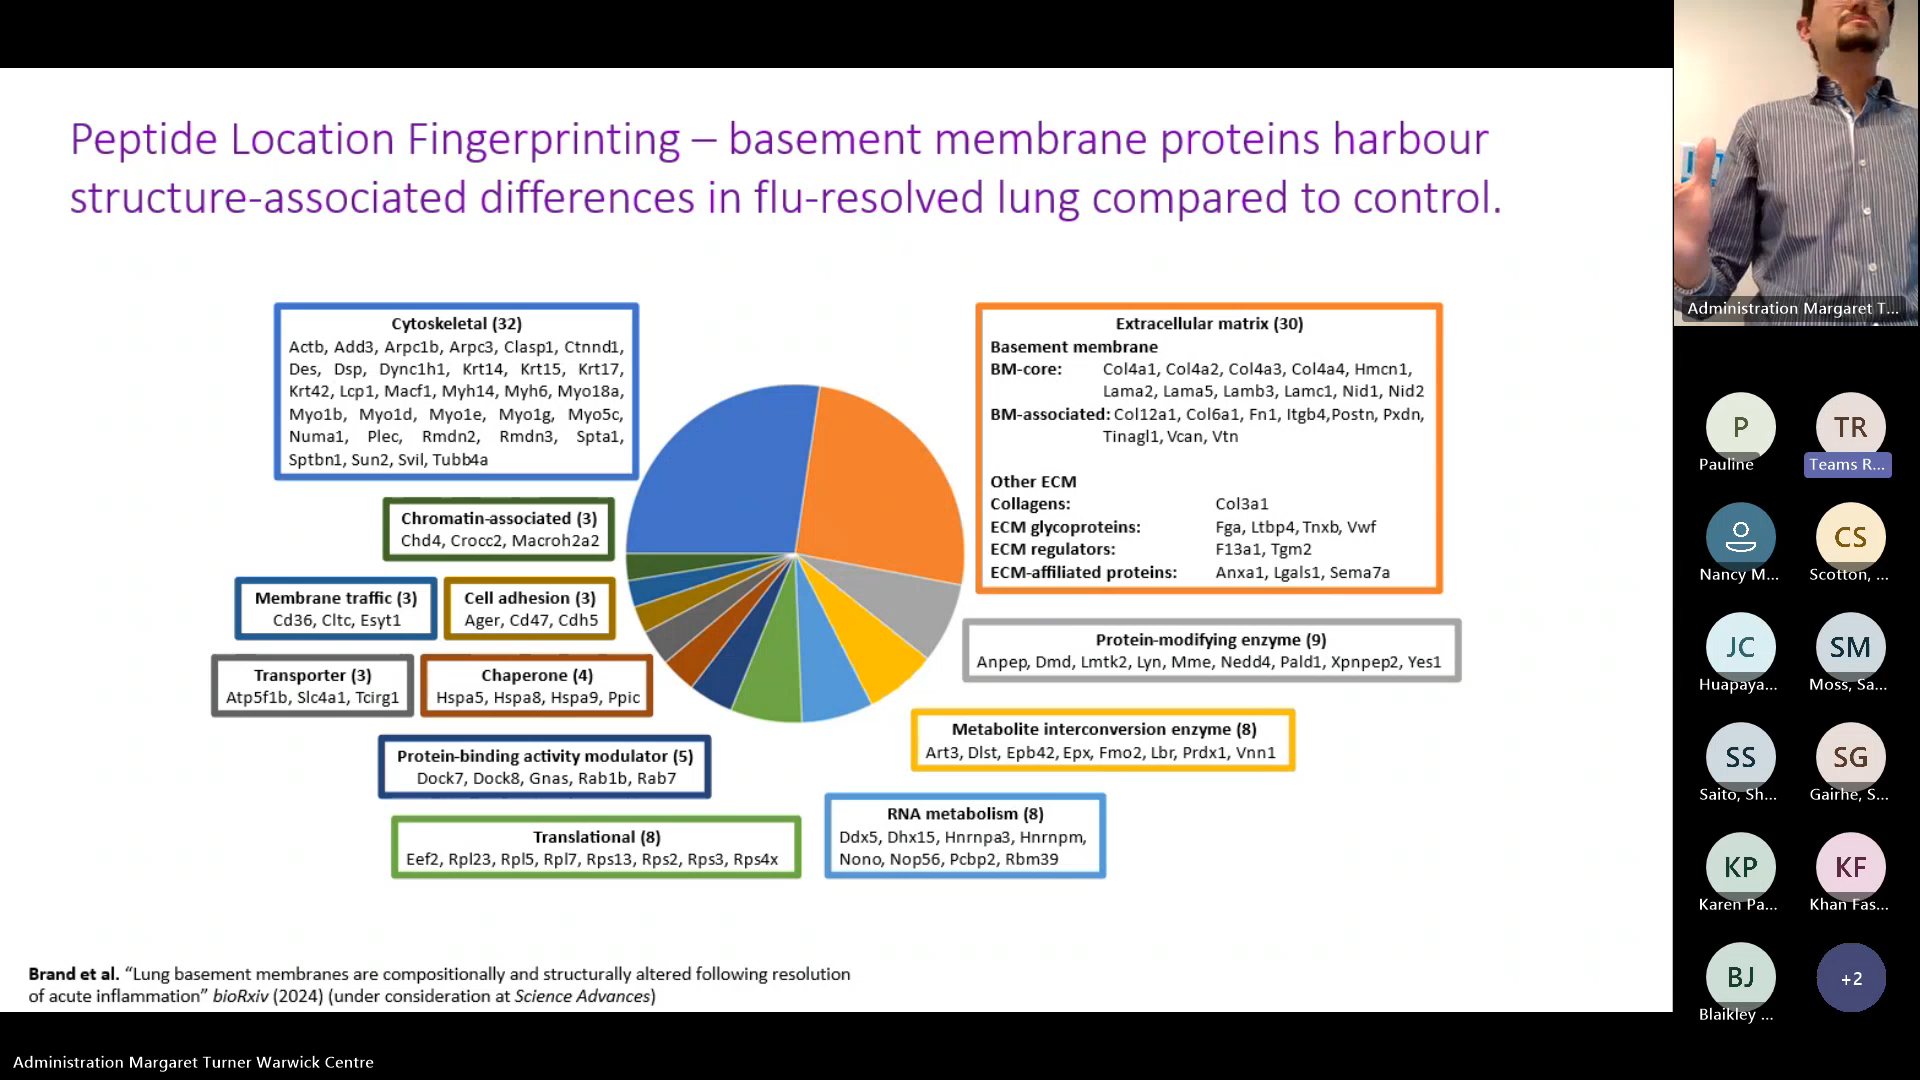 Peptide Location Fingerprinting – basement membrane proteins harbour
structure-associated differences in flu-resolved lung compared to control.
Cytoskeletal (32)
Actb, Add3, Arpc1b, Arpc3, Clasp1, Ctnnd1,
Des, Dsp, Dync1h1, Krt14, Krt15, Krt17,
Krt42, Lcp1, Macf1, Myh14, Myh6, Myo18a,
Myo1b, Myo1d, Myo1e, Myo1g, Myo5c,
Numa1, Plec, Rmdn2, Rmdn3, Spta1,
Sptbn1, Sun2, Svil, Tubb4a
Extracellular matrix (30)
Basement membrane
BM-core: Col4a1, Col4a2, Col4a3, Col4a4, Hmcn1,
Lama2, Lama5, Lamb3, Lamc1, Nid1, Nid2
BM-associated: Col12a1, Col6a1, Fn1, Itgb4,Postn, Pxdn,
Tinagl1, Vcan, Vtn
Other ECM
Collagens: Col3a1
ECM glycoproteins: Fga, Ltbp4, Tnxb, Vwf
ECM regulators: F13a1, Tgm2
ECM-affiliated proteins: Anxa1, Lgals1, Sema7a
Chromatin-associated (3)
Chd4, Crocc2, Macroh2a2
Membrane traffic (3)
Cd36, Cltc, Esyt1
Cell adhesion (3)
Ager, Cd47, Cdh5
Transporter (3)
Atp5f1b, Slc4a1, Tcirg1
Chaperone (4)
Hspa5, Hspa8, Hspa9, Ppic
Protein-modifying enzyme (9)
Anpep, Dmd, Lmtk2, Lyn, Mme, Nedd4, Pald1, Xpnpep2, Yes1
Protein-binding activity modulator (5)
Dock7, Dock8, Gnas, Rab1b, Rab7
Metabolite interconversion enzyme (8)
Art3, Dlst, Epb42, Epx, Fmo2, Lbr, Prdx1, Vnn1
Translational (8)
Eef2, Rpl23, Rpl5, Rpl7, Rps13, Rps2, Rps3, Rps4x
RNA metabolism (8)
Ddx5, Dhx15, Hnrnpa3, Hnrnpm,
Nono, Nop56, Pcbp2, Rbm39
Brand et al. “Lung basement membranes are compositionally and structurally altered following resolution
of acute inflammation” bioRxiv (2024) (under consideration at Science Advances)
Administration Margaret Turner Warwick Centre
Administration Margaret T...
P
Pauline
TR
Teams R...
Nancy M...
CS
Scotton, ...
JC
Huapaya...
SM
Moss, Sa...
SS
Saito, Sh...
SG
Gairhe, S...
KP
Karen Pa...
KF
Khan Fas...
BJ
Blaikley ...
+2